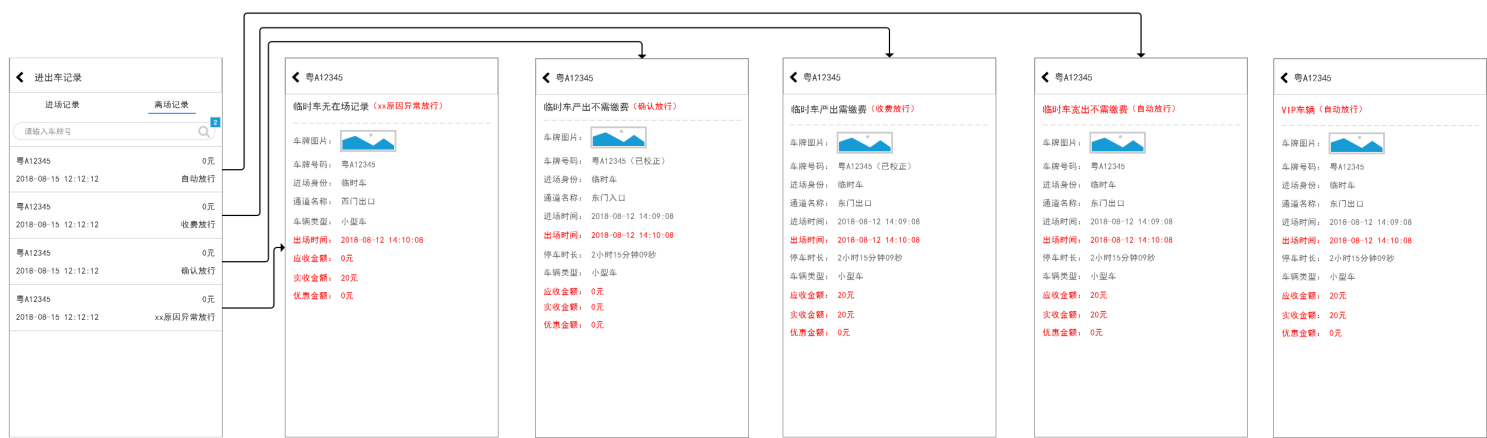 进出车记录
进场记录
离场记录
请输入车牌号
2
粤A12345
0元
2018-08-15 12:12:12
自动放行
粤A12345
0元
2018-08-15 12:12:12
收费放行
粤A12345
0元
2018-08-15 12:12:12
确认放行
粤A12345
0元
2018-08-15 12:12:12
xx原因异常放行
粤A12345
临时车无在场记录（xx原因异常放行）
车牌图片：
车牌号码： 粤A12345
进场身份： 临时车
通道名称： 西门出口
车辆类型： 小型车
出场时间： 2018-08-12 14:10:08
应收金额： 0元
实收金额： 20元
优惠金额： 0元
粤A12345
临时车严出不需缴费（确认放行）
车牌图片：
车牌号码： 粤A12345（已校正）
进场身份： 临时车
通道名称： 东门入口
进场时间： 2018-08-12 14:09:08
出场时间： 2018-08-12 14:10:08
停车时长： 2小时15分钟09秒
车辆类型： 小型车
应收金额： 0元
实收金额： 0元
优惠金额： 0元
粤A12345
临时车严出需缴费（收费放行）
车牌图片：
车牌号码： 粤A12345（已校正）
进场身份： 临时车
通道名称： 东门出口
进场时间： 2018-08-12 14:09:08
出场时间： 2018-08-12 14:10:08
停车时长： 2小时15分钟09秒
车辆类型： 小型车
应收金额： 20元
实收金额： 20元
优惠金额： 0元
粤A12345
临时车宽出不需缴费（自动放行）
车牌图片：
车牌号码： 粤A12345
进场身份： 临时车
通道名称： 东门出口
进场时间： 2018-08-12 14:09:08
出场时间： 2018-08-12 14:10:08
停车时长： 2小时15分钟09秒
车辆类型： 小型车
应收金额： 20元
实收金额： 20元
优惠金额： 0元
粤A12345
VIP车辆（自动放行）
车牌图片：
车牌号码： 粤A12345
进场身份： 临时车
通道名称： 东门出口
进场时间： 2018-08-12 14:09:08
出场时间： 2018-08-12 14:10:08
停车时长： 2小时15分钟09秒
车辆类型： 小型车
应收金额： 20元
实收金额： 20元
优惠金额： 0元